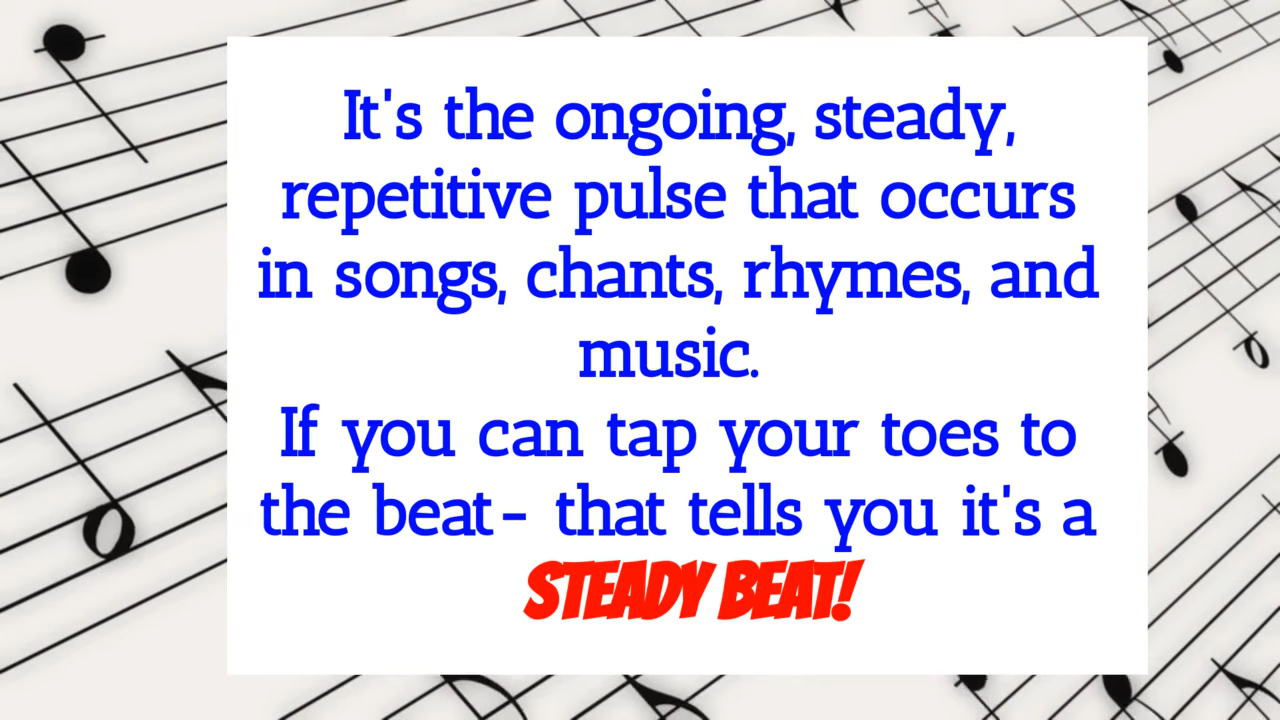 It's the ongoing, steady,
repetitive pulse that occurs
in songs, chants, rhymes, and
music.
If you can tap your toes to
the beat- that tells you it's a
STEADY BEAT!